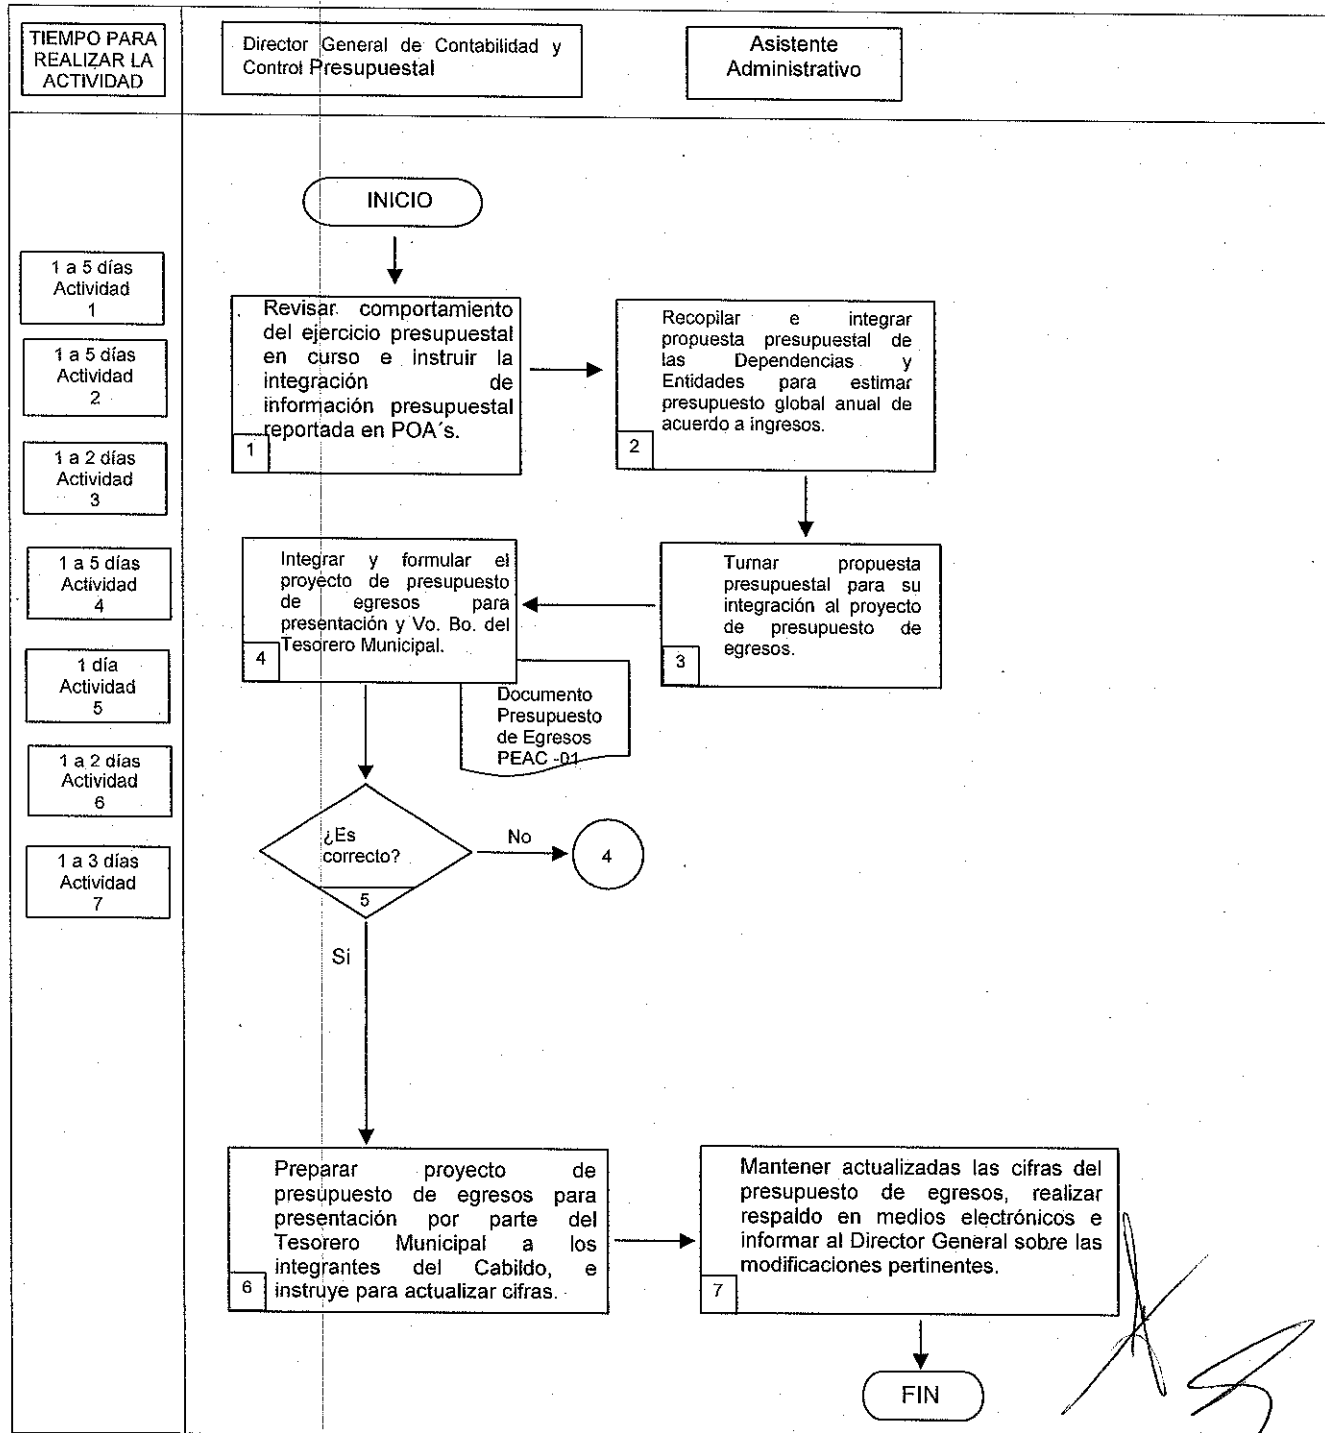 TIEMPO PARA
REALIZAR LA
ACTIVIDAD
Director General de Contabilidad y
Control Presupuestal
Asistente
Administrativo
INICIO
1 a 5 días
Actividad
1
1 a 5 días
Actividad
2
1 a 2 días
Actividad
3
1 a 5 días
Actividad
4
1 día
Actividad
5
1 a 2 días
Actividad
6
1 a 3 días
Actividad
7
Revisar comportamiento
del ejercicio presupuestal
en curso e instruir la
integración de
información presupuestal
reportada en POA´s.
1
Recopilar e integrar
propuesta presupuestal de
las Dependencias y
Entidades para estimar
presupuesto global anual de
acuerdo a ingresos.
2
Turnar propuesta
presupuestal para su
integración al proyecto
de presupuesto de
egresos.
3
Integrar y formular el
proyecto de presupuesto
de egresos para
presentación y Vo. Bo. del
Tesorero Municipal.
4
Documento
Presupuesto
de Egresos
PEAC -01
¿Es
correcto?
5
No
4
Sí
Preparar proyecto de
presupuesto de egresos para
presentación por parte del
Tesorero Municipal a los
integrantes del Cabildo, e
instruye para actualizar cifras.
6
Mantener actualizadas las cifras del
presupuesto de egresos, realizar
respaldo en medios electrónicos e
informar al Director General sobre las
modificaciones pertinentes.
7
FIN